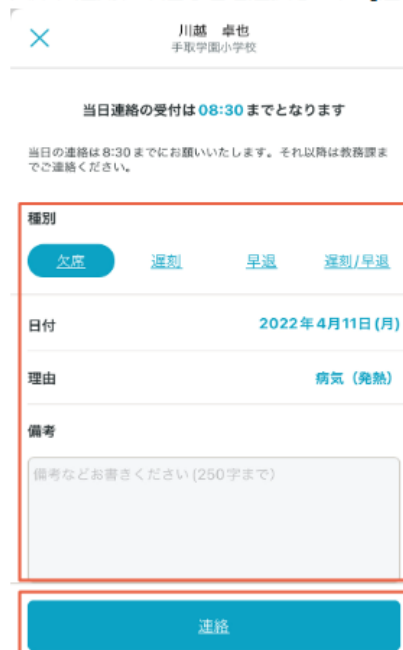 川越 卓也
手取学園小学校
当日連絡の受付は 08:30 までとなります
当日の連絡は8:30までにお願いいたします。それ以降は教務課ま
でご連絡ください。
種別
欠席 遅刻 早退 遅刻/早退
日付 2022年4月11日(月)
理由 病気（発熱）
備考
備考などお書きください(250字まで)
連絡